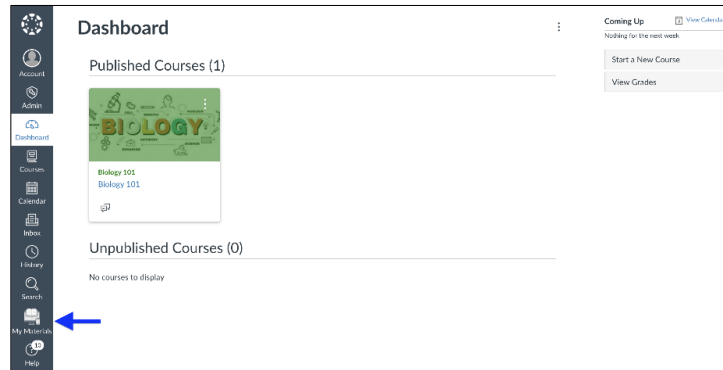 Account
Admin
Dashboard
Courses
Calendar
Inbox
History
Search
My Materials
10
Help
Dashboard
Published Courses (1)
BIOLOGY
Biology 101
Biology 101
Unpublished Courses (0)
No courses to display
Coming Up
View Calenda
Nothing for the next week
Start a New Course
View Grades